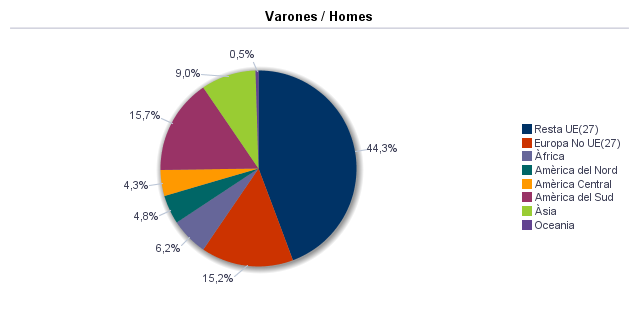 Varones / Homes
0,5%
9,0%
15,7%
44,3%
4,3%
4,8%
6,2%
15,2%
Resta UE(27)
Europa No UE(27)
Àfrica
Amèrica del Nord
Amèrica Central
Amèrica del Sud
Àsia
Oceania